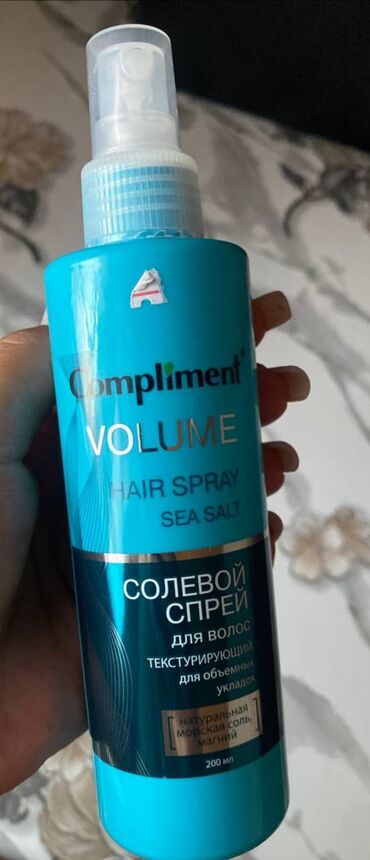 Compliment
VOLUME
HAIR SPRAY
SEA SALT
СОЛЕВОЙ
СПРЕЙ
для волос
ТЕКСТУРИРУЮЩИЙ
для объемных
укладок
натуральная
морская соль,
магний
200 мл